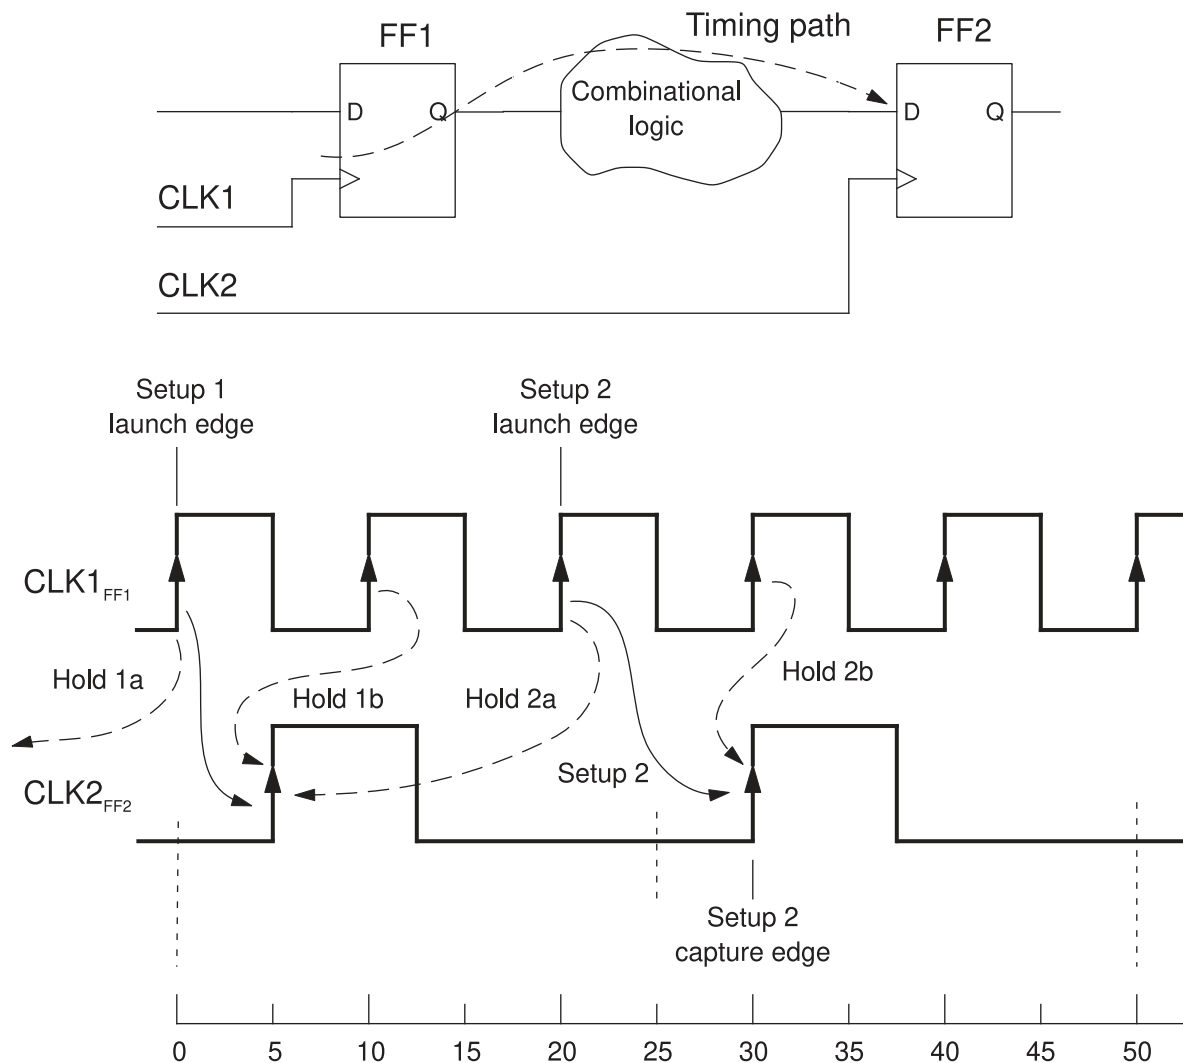 Timing path
FF1
FF2
D
Q
Combinational
logic
D
Q
CLK1
CLK2
Setup 1
launch edge
Setup 2
launch edge
CLK1FF1
Hold 1a
Hold 1b
Hold 2a
Hold 2b
Setup 2
CLK2FF2
Setup 2
capture edge
0 5 10 15 20 25 30 35 40 45 50